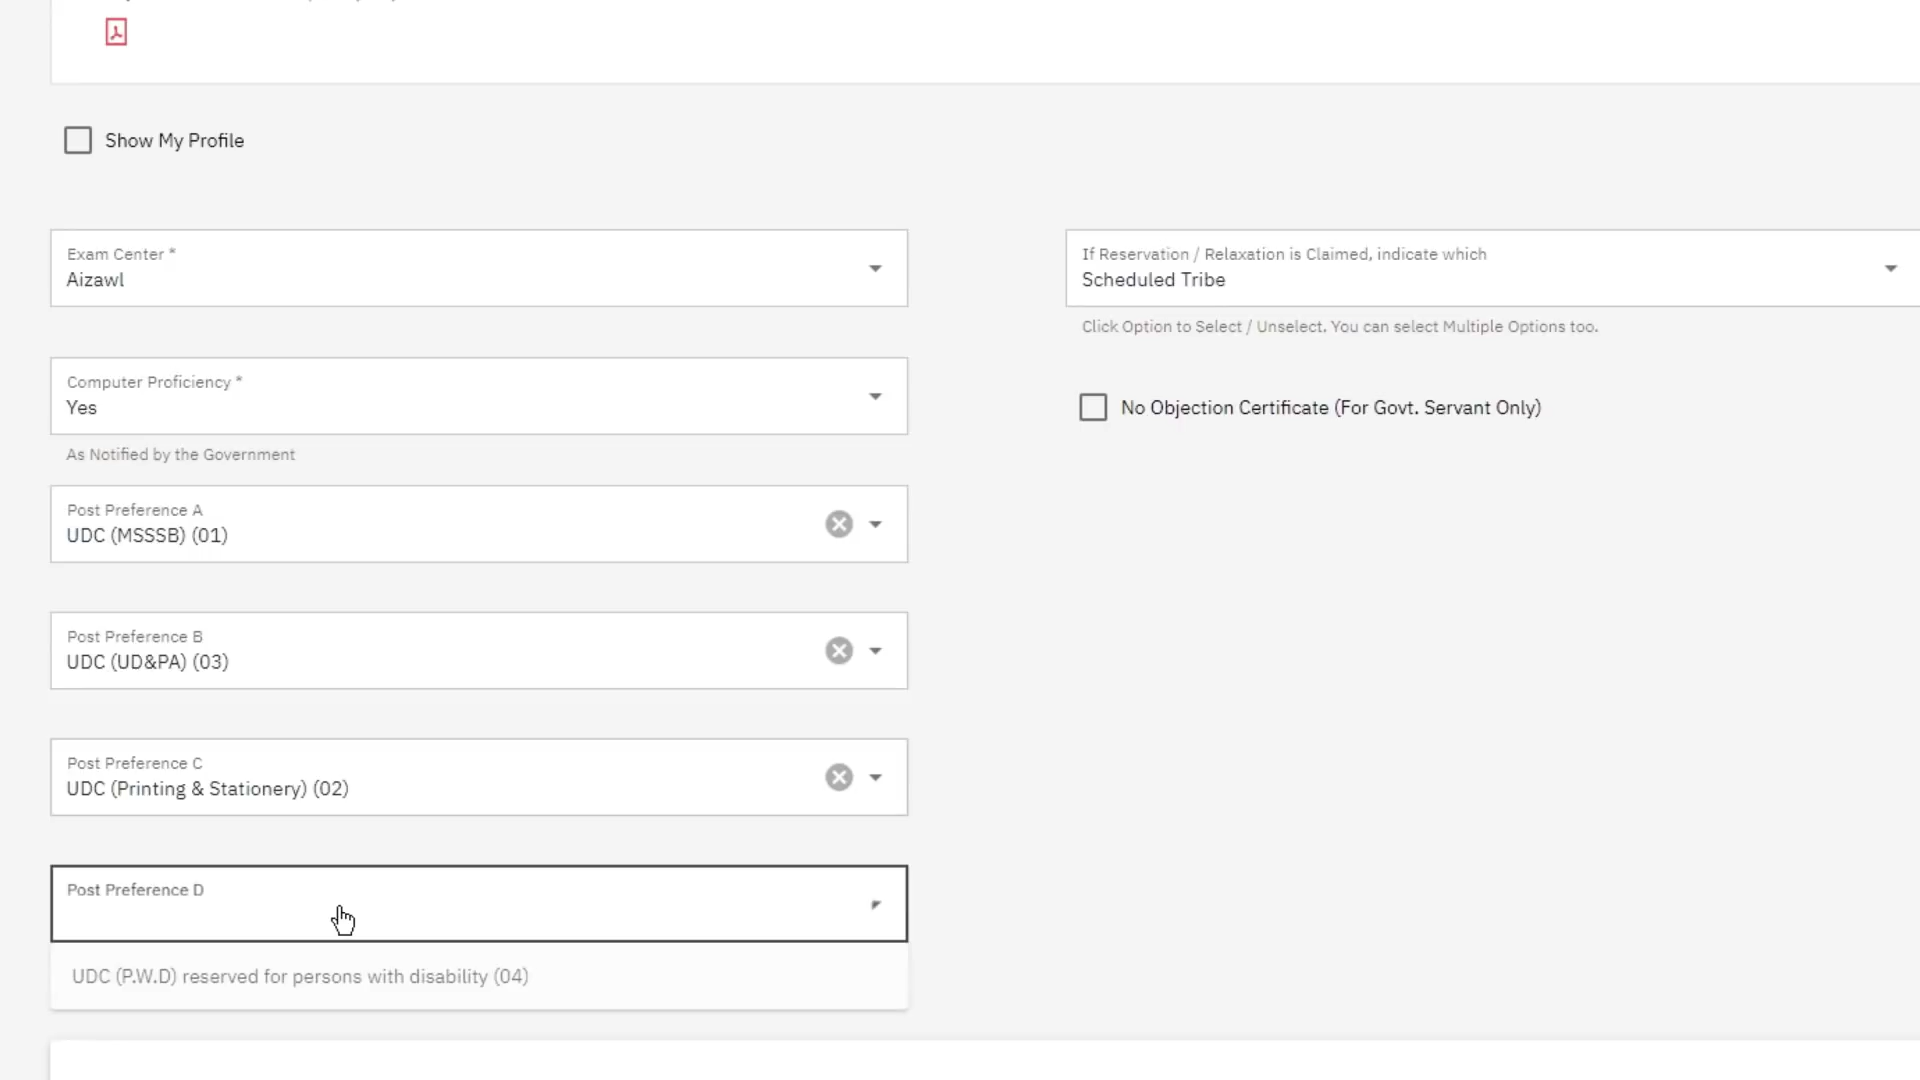 Show My Profile
Exam Center *
Aizawl
If Reservation / Relaxation is Claimed, indicate which
Scheduled Tribe
Click Option to Select / Unselect. You can select Multiple Options too.
Computer Proficiency *
Yes
As Notified by the Government
No Objection Certificate (For Govt. Servant Only)
Post Preference A
UDC (MSSSB) (01)
Post Preference B
UDC (UD&PA) (03)
Post Preference C
UDC (Printing & Stationery) (02)
Post Preference D
UDC (P.W.D) reserved for persons with disability (04)